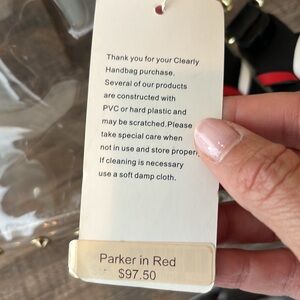 Thank you for your Clearly
Handbag purchase.
Several of our products
are constructed with
PVC or hard plastic and
may be scratched.Please
take special care when
not in use and store proper
If cleaning is necessary
use a soft damp cloth.
Parker in Red
$97.50